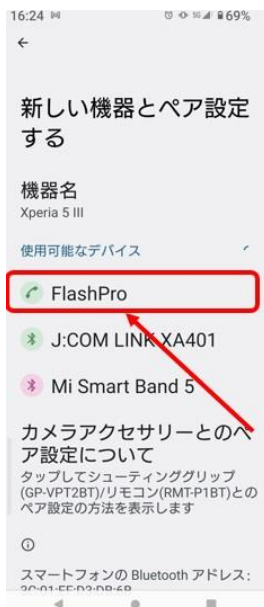 16:24 5G 69%
新しい機器とペア設定
する
機器名
Xperia 5 III
使用可能なデバイス
FlashPro
J:COM LINK XA401
Mi Smart Band 5
カメラアクセサリーとのペ
ア設定について
タップしてシューティンググリップ
(GP-VPT2BT)/リモコン(RMT-P1BT)との
ペア設定の方法を表示し​ます
スマートフォンの Bluetooth アドレス: